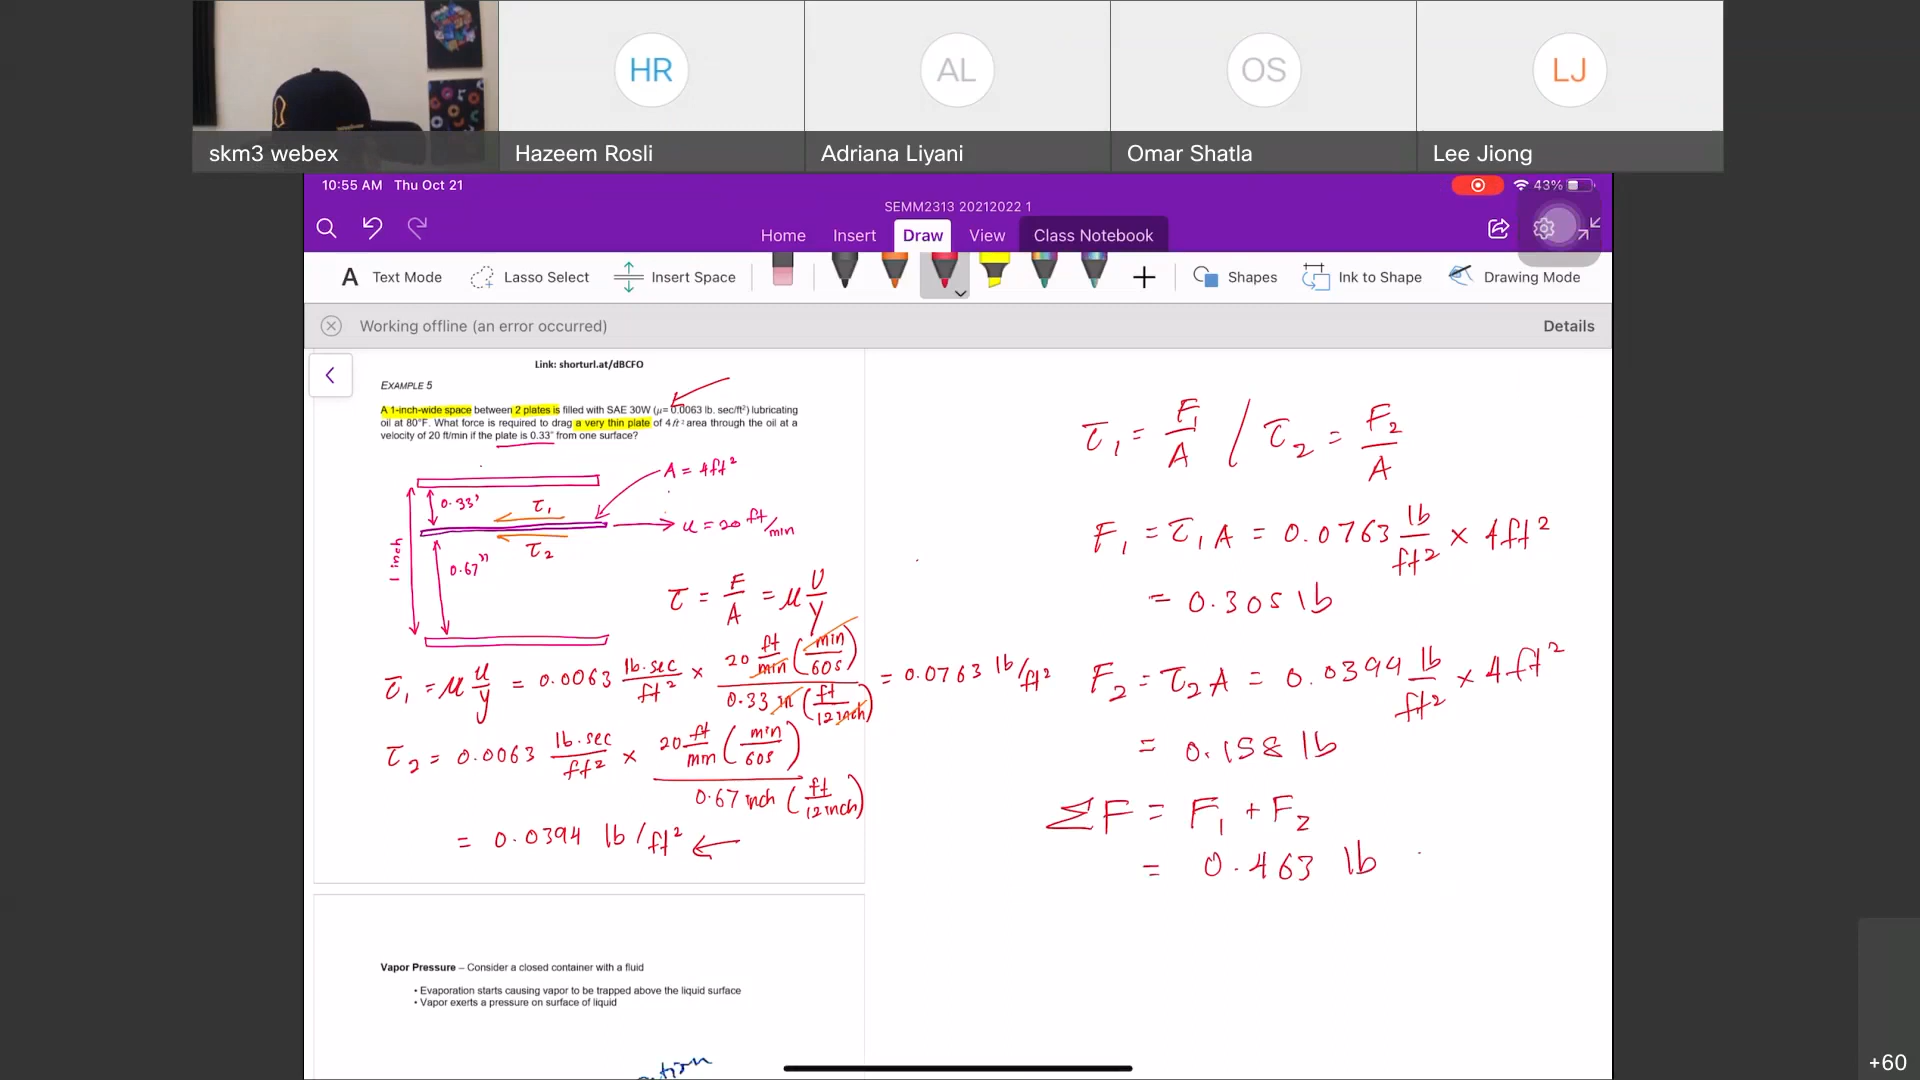 HR
AL
OS
LJ
skm3 webex
Hazeem Rosli
Adriana Liyani
Omar Shatla
Lee Jiong
10:55 AM Thu Oct 21
43%
SEMM2313 20212022 1
Home Insert Draw View Class Notebook
A Text Mode Lasso Select Insert Space Shapes Ink to Shape Drawing Mode
Working offline (an error occurred) Details
Link: shorturl.at/dBCFO
EXAMPLE 5
A 1-inch-wide space between 2 plates is filled with SAE 30W (μ= 0.0063 lb. sec/ft²) lubricating
oil at 80°F. What force is required to drag a very thin plate of 4ft² area through the oil at a
velocity of 20 ft/min if the plate is 0.33" from one surface?
A = 4ft²
0.33'
τ₁
u = 20 ft/min
τ₂
1 inch
0.67"
τ = F/A = μ U/Y
τ₁ = μ u/y = 0.0063 lb.sec/ft² × 20 ft/min (min/60s) / 0.33 in (ft/12 inch) = 0.0763 lb/ft²
τ₂ = 0.0063 lb.sec/ft² × 20 ft/min (min/60s) / 0.67 inch (ft/12 inch)
= 0.0394 lb/ft²
τ₁ = F₁/A / τ₂ = F₂/A
F₁ = τ₁A = 0.0763 lb/ft² × 4ft²
= 0.305 lb
F₂ = τ₂A = 0.0394 lb/ft² × 4ft²
= 0.158 lb
ΣF = F₁ + F₂
= 0.463 lb
Vapor Pressure – Consider a closed container with a fluid
• Evaporation starts causing vapor to be trapped above the liquid surface
• Vapor exerts a pressure on surface of liquid
+60